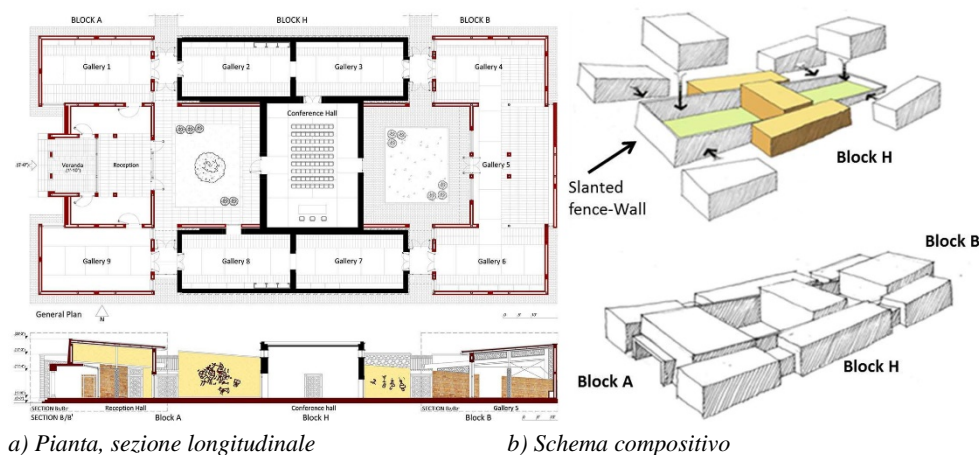 BLOCK A BLOCK H BLOCK B
Gallery 1 Gallery 2 Gallery 3 Gallery 4
Conference Hall
Veranda Reception
Gallery 5
Gallery 9 Gallery 8 Gallery 7 Gallery 6
General Plan N
SECTION B/B' Reception Hall Block A Conference hall Block H Gallery 5 Block B
Block H
Slanted
fence-Wall
Block B
Block H
Block A
a) Pianta, sezione longitudinale b) Schema compositivo